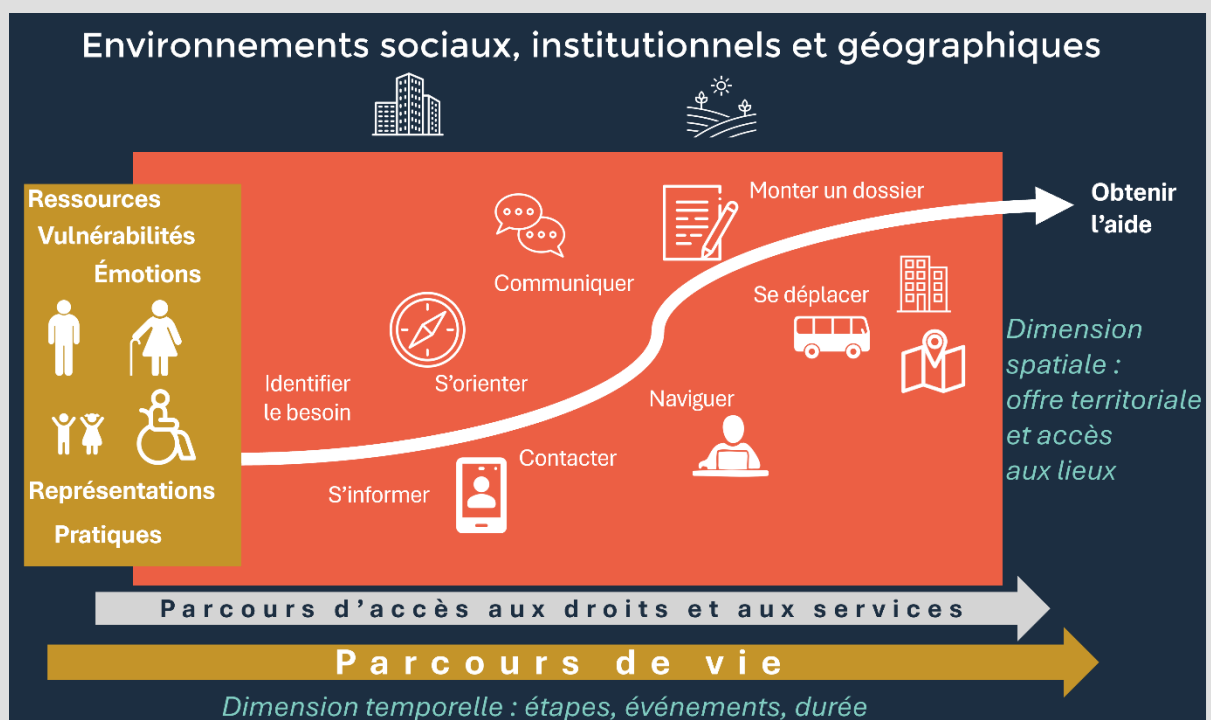 Environnements sociaux, institutionnels et géographiques
Ressources
Vulnérabilités
Émotions
Représentations
Pratiques
Identifier
le besoin
S'orienter
S'informer
Contacter
Communiquer
Naviguer
Monter un dossier
Se déplacer
Obtenir
l'aide
Dimension
spatiale :
offre territoriale
et accès
aux lieux
Parcours d'accès aux droits et aux services
Parcours de vie
Dimension temporelle : étapes, événements, durée